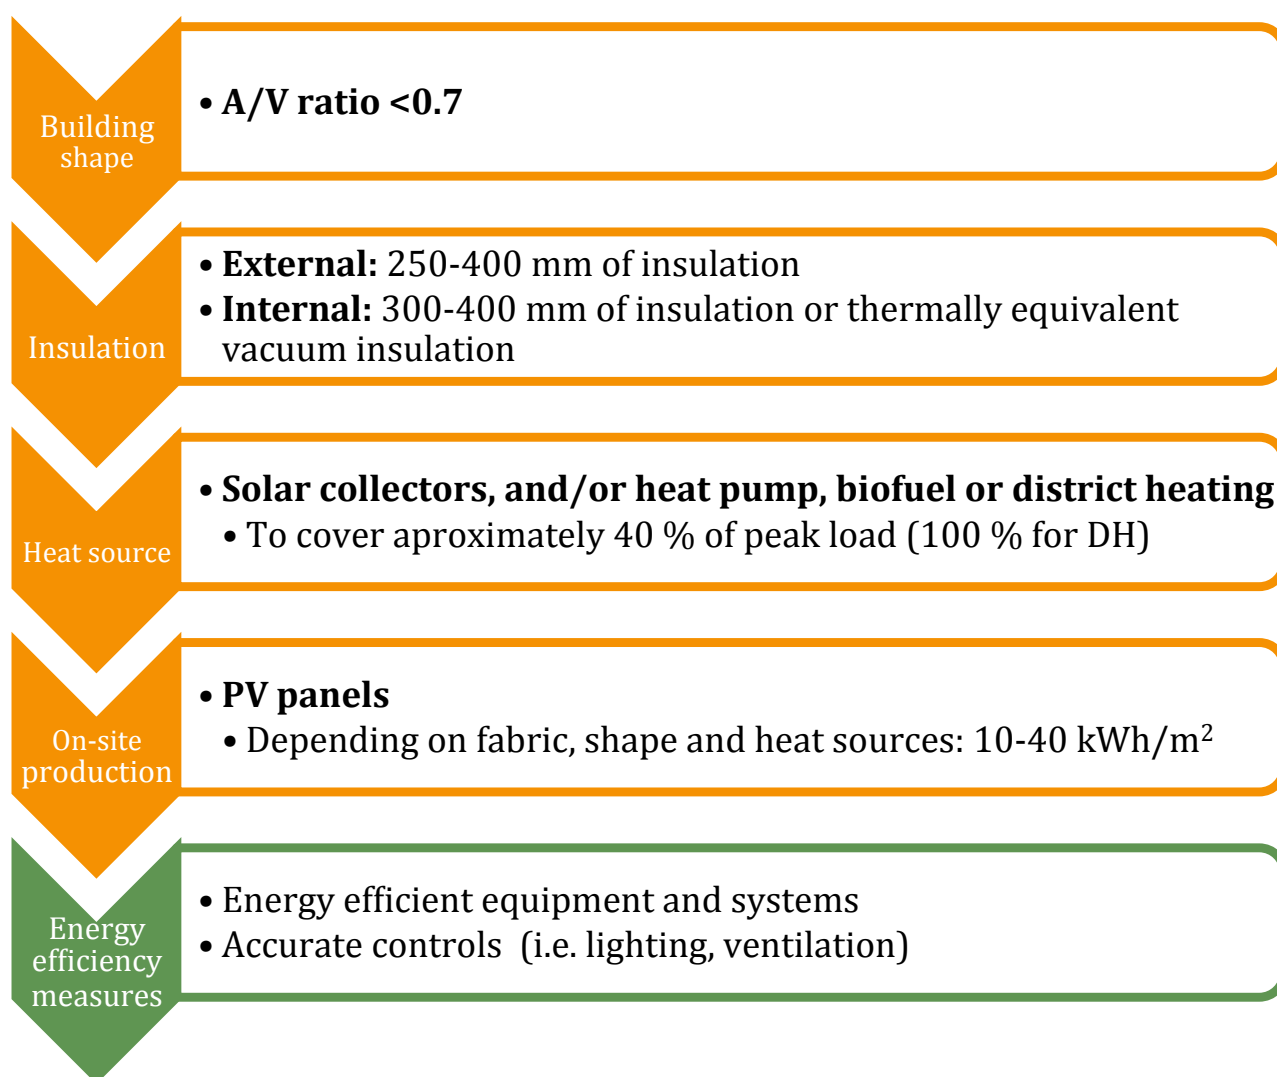 Building
shape
• A/V ratio <0.7
Insulation
• External: 250-400 mm of insulation
• Internal: 300-400 mm of insulation or thermally equivalent
vacuum insulation
Heat source
• Solar collectors, and/or heat pump, biofuel or district heating
• To cover aproximately 40 % of peak load (100 % for DH)
On-site
production
• PV panels
• Depending on fabric, shape and heat sources: 10-40 kWh/m²
Energy
efficiency
measures
• Energy efficient equipment and systems
• Accurate controls  (i.e. lighting, ventilation)